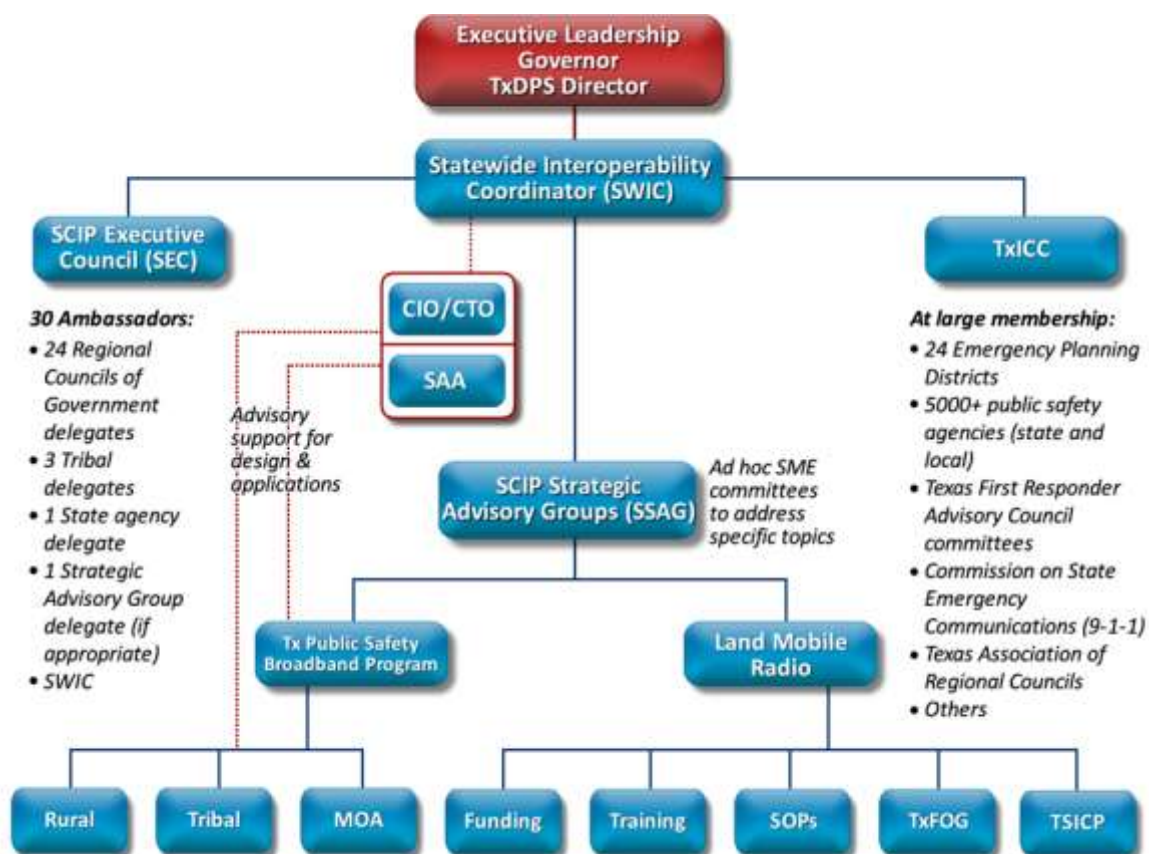 Executive Leadership
Governor
TxDPS Director
Statewide Interoperability
Coordinator (SWIC)
SCIP Executive
Council (SEC)
TxICC
CIO/CTO
SAA
30 Ambassadors:
• 24 Regional
Councils of
Government
delegates
• 3 Tribal
delegates
• 1 State agency
delegate
• 1 Strategic
Advisory Group
delegate (if
appropriate)
• SWIC
Advisory
support for
design &
applications
SCIP Strategic
Advisory Groups (SSAG)
Ad hoc SME
committees
to address
specific topics
At large membership:
• 24 Emergency Planning
Districts
• 5000+ public safety
agencies (state and
local)
• Texas First Responder
Advisory Council
committees
• Commission on State
Emergency
Communications (9-1-1)
• Texas Association of
Regional Councils
• Others
Tx Public Safety
Broadband Program
Land Mobile
Radio
Rural
Tribal
MOA
Funding
Training
SOPs
TxFOG
TSICP